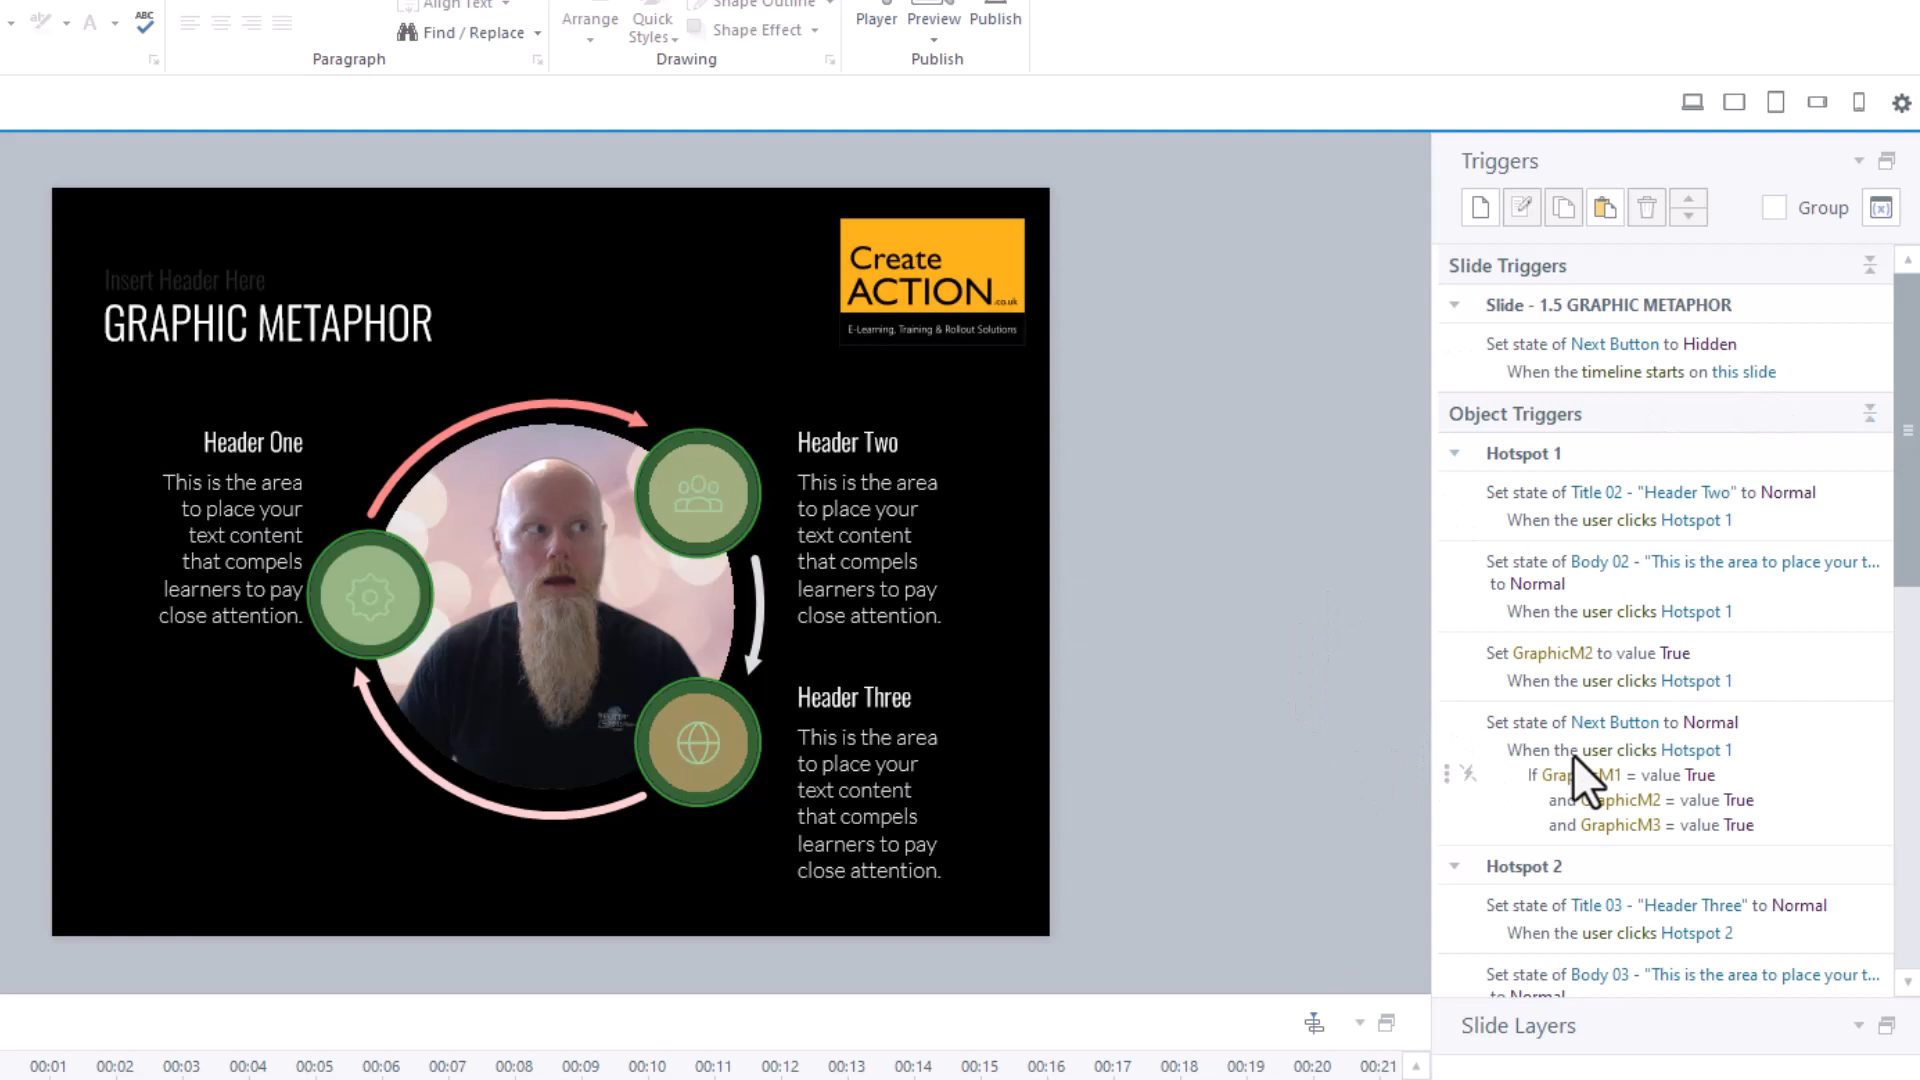 ab
A
ABC
Align Text
Find / Replace
Paragraph
Arrange
Quick
Styles
Shape Outline
Shape Effect
Drawing
Player
Preview
Publish
Publish
Insert Header Here
GRAPHIC METAPHOR
Create
ACTION.co.uk
E-Learning, Training & Rollout Solutions
Header One
This is the area
to place your
text content
that compels
learners to pay
close attention.
Header Two
This is the area
to place your
text content
that compels
learners to pay
close attention.
Header Three
This is the area
to place your
text content
that compels
learners to pay
close attention.
Triggers
Group
(x)
Slide Triggers
Slide - 1.5 GRAPHIC METAPHOR
Set state of Next Button to Hidden
When the timeline starts on this slide
Object Triggers
Hotspot 1
Set state of Title 02 - "Header Two" to Normal
When the user clicks Hotspot 1
Set state of Body 02 - "This is the area to place your t...
to Normal
When the user clicks Hotspot 1
Set GraphicM2 to value True
When the user clicks Hotspot 1
Set state of Next Button to Normal
When the user clicks Hotspot 1
If GraphicM1 = value True
and GraphicM2 = value True
and GraphicM3 = value True
Hotspot 2
Set state of Title 03 - "Header Three" to Normal
When the user clicks Hotspot 2
Set state of Body 03 - "This is the area to place your t...
to Normal
Slide Layers
00:01 00:02 00:03 00:04 00:05 00:06 00:07 00:08 00:09 00:10 00:11 00:12 00:13 00:14 00:15 00:16 00:17 00:18 00:19 00:20 00:21